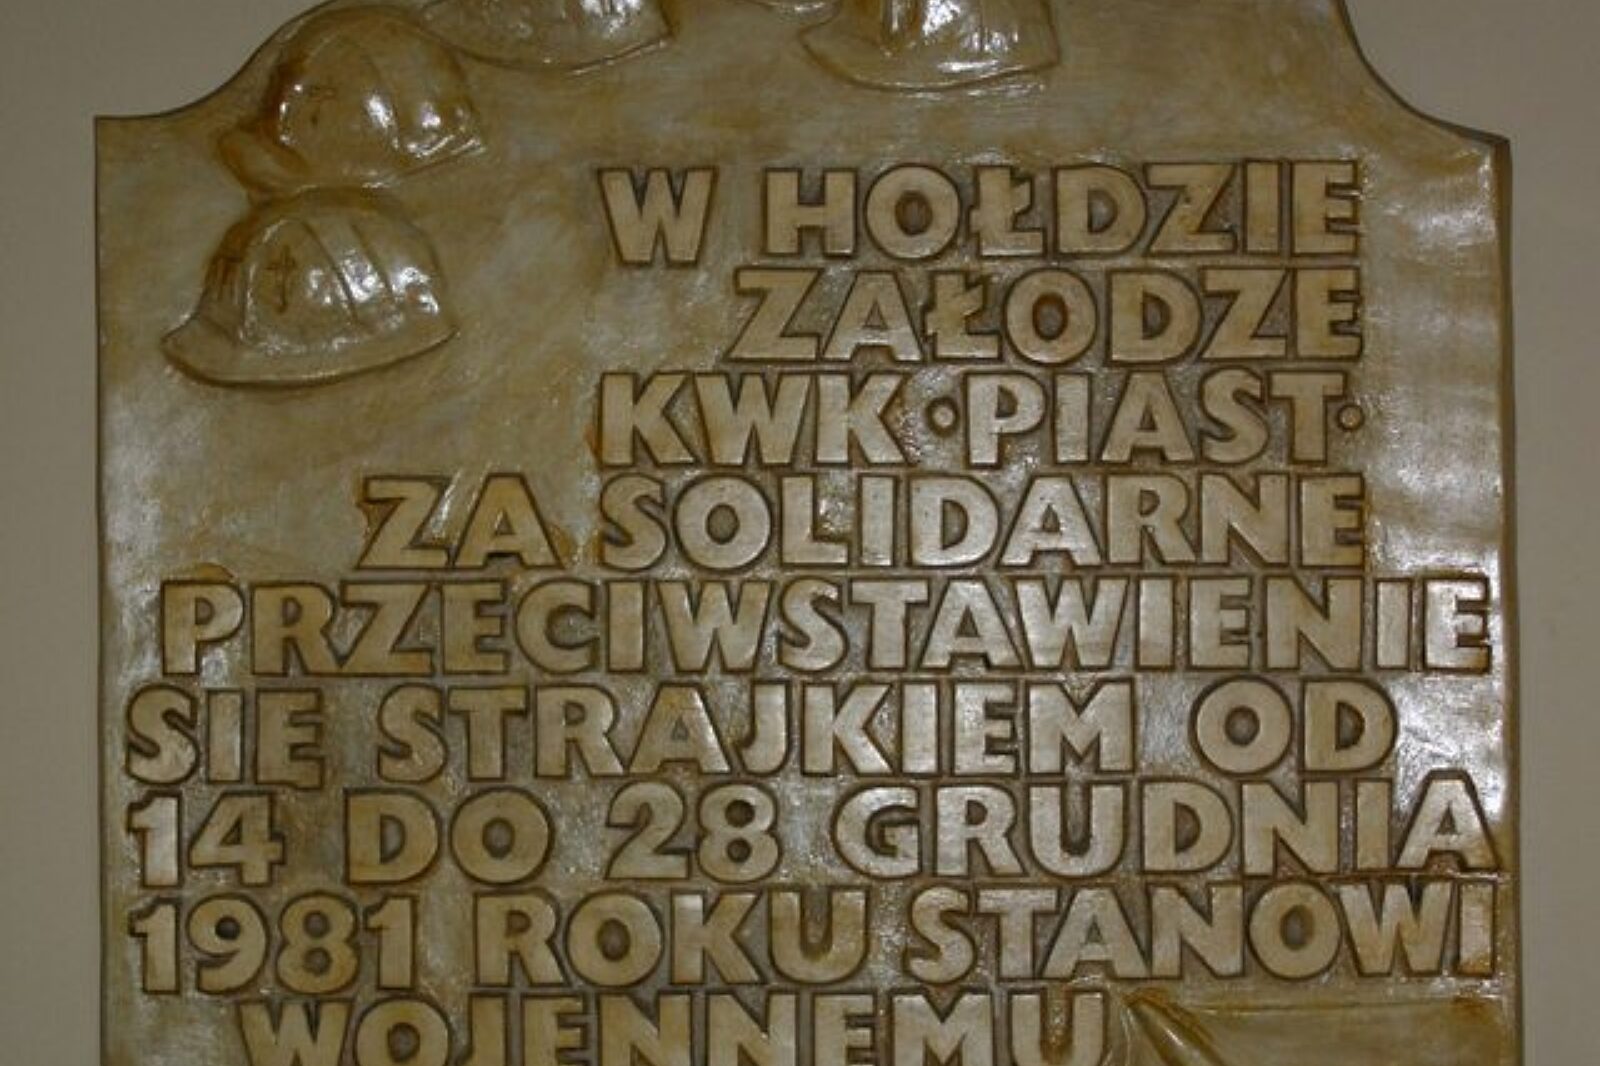 W HOŁDZIE
ZAŁODZE
KWK · PIAST ·
ZA SOLIDARNE
PRZECIWSTAWIENIE
SIĘ STRAJKIEM OD
14 DO 28 GRUDNIA
1981 ROKU STANOWI
WOJENNEMU